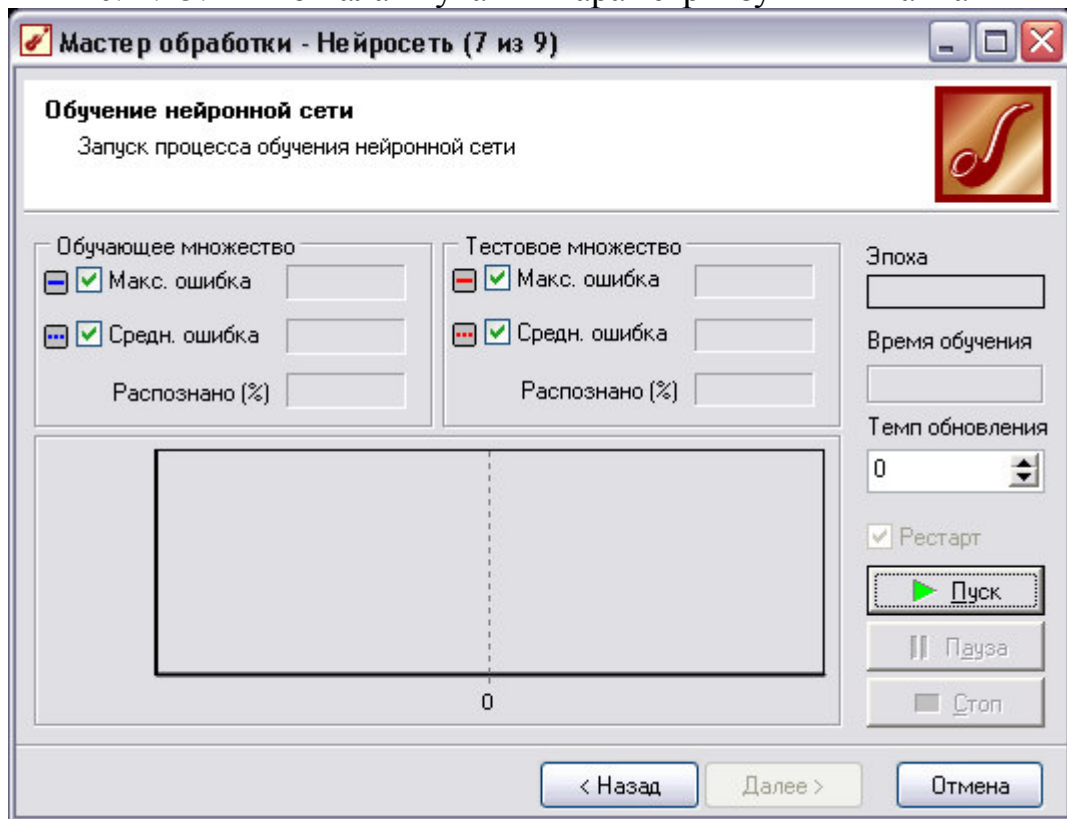 Мастер обработки - Нейросеть (7 из 9)
Обучение нейронной сети
Запуск процесса обучения нейронной сети
Обучающее множество
Макс. ошибка
Средн. ошибка
Распознано (%)
Тестовое множество
Макс. ошибка
Средн. ошибка
Распознано (%)
Эпоха
Время обучения
Темп обновления
0
Рестарт
Пуск
Пауза
Стоп
0
< Назад
Далее >
Отмена